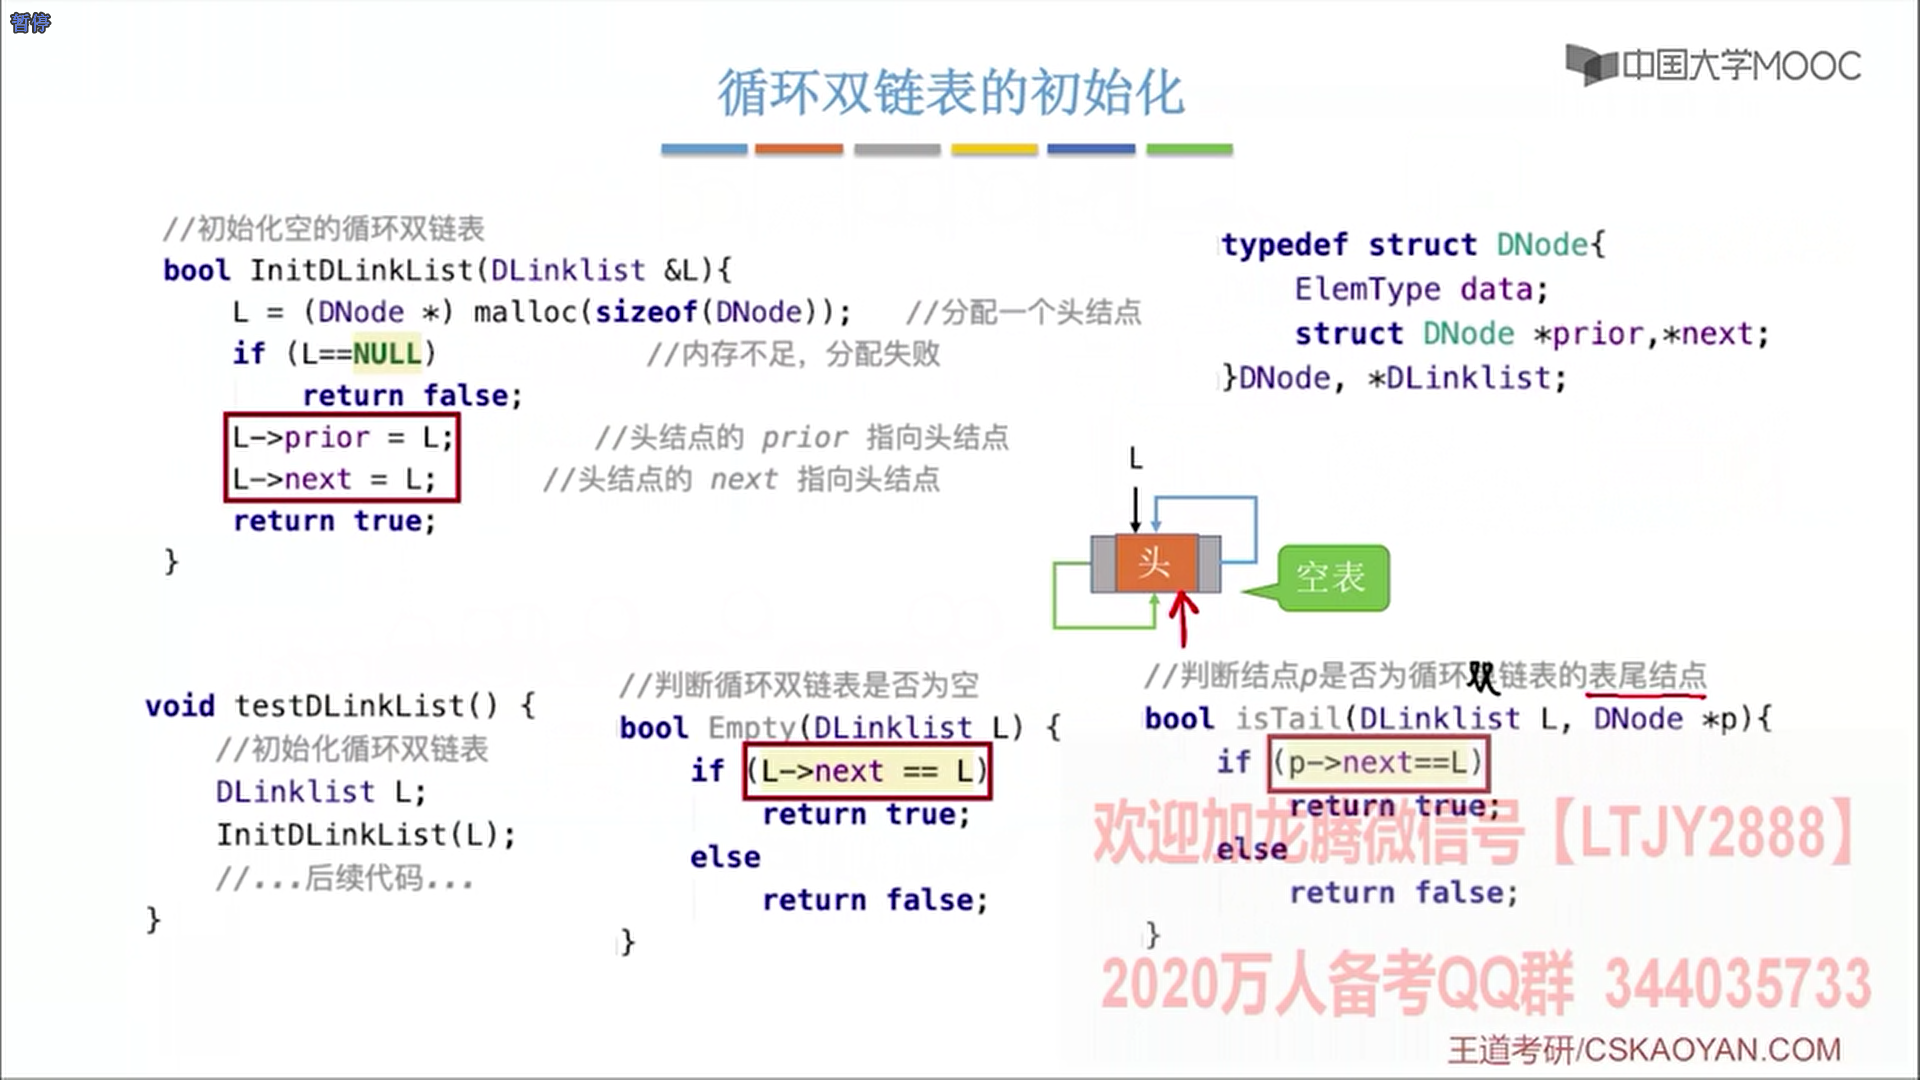 暂停
中国大学MOOC
循环双链表的初始化
//初始化空的循环双链表
bool InitDLinkList(DLinklist &L){
    L = (DNode *) malloc(sizeof(DNode));   //分配一个头结点
    if (L==NULL)            //内存不足，分配失败
        return false;
    L->prior = L;        //头结点的 prior 指向头结点
    L->next = L;      //头结点的 next 指向头结点
    return true;
}
typedef struct DNode{
    ElemType data;
    struct DNode *prior,*next;
}DNode, *DLinklist;
L
头
空表
void testDLinkList() {
    //初始化循环双链表
    DLinklist L;
    InitDLinkList(L);
    //...后续代码...
}
//判断循环双链表是否为空
bool Empty(DLinklist L) {
    if (L->next == L)
        return true;
    else
        return false;
}
//判断结点p是否为循环双链表的表尾结点
bool isTail(DLinklist L, DNode *p){
    if (p->next==L)
        return true;
    else
        return false;
}
欢迎加龙腾微信号【LTJY2888】
2020万人备考QQ群 344035733
王道考研/CSKAOYAN.COM